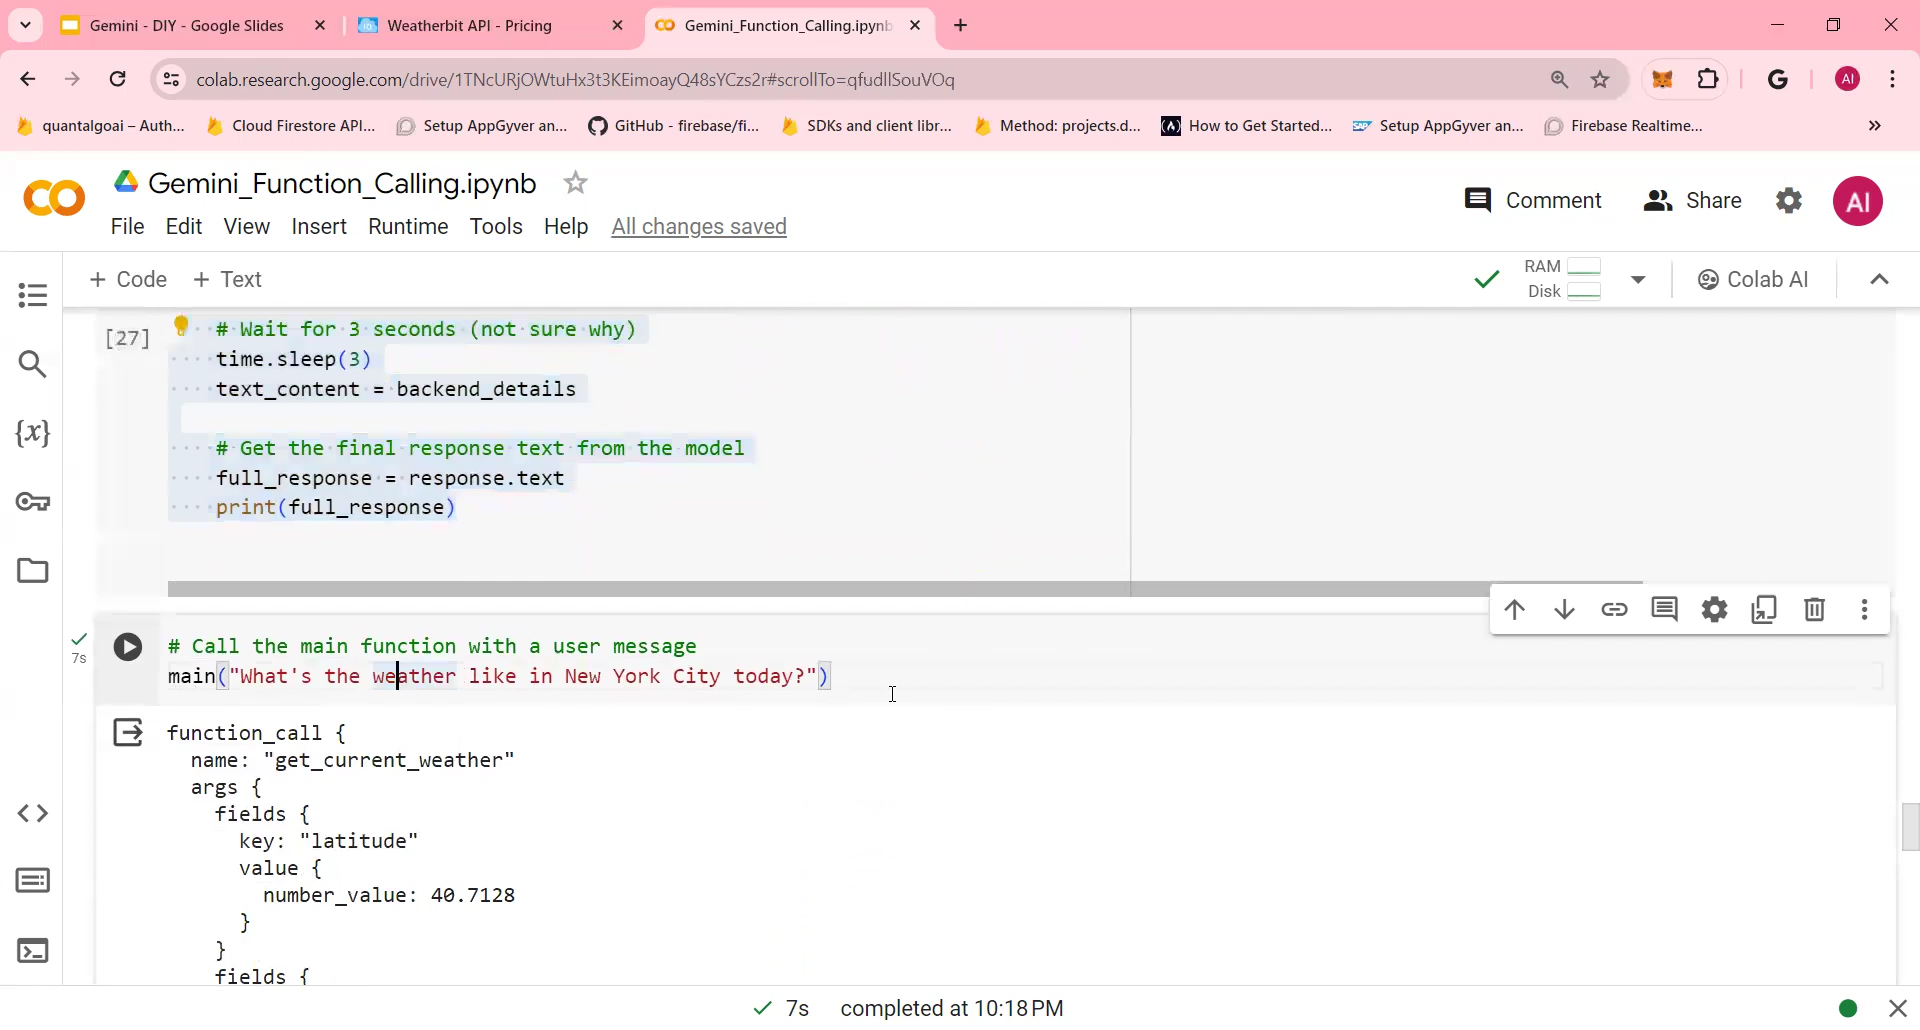 Gemini - DIY - Google Slides
Weatherbit API - Pricing
Gemini_Function_Calling.ipynb
colab.research.google.com/drive/1TNcURjOWtuHx3t3KEimoayQ48sYCzs2r#scrollTo=qfudllSouVOq
AI
quantalgoai – Auth...
Cloud Firestore API...
Setup AppGyver an...
GitHub - firebase/fi...
SDKs and client libr...
Method: projects.d...
How to Get Started...
Setup AppGyver an...
Firebase Realtime...
Gemini_Function_Calling.ipynb
Comment
Share
AI
File Edit View Insert Runtime Tools Help All changes saved
+ Code + Text
RAM
Disk
Colab AI
[27]
# Wait for 3 seconds (not sure why)
time.sleep(3)
text_content = backend_details
# Get the final response text from the model
full_response = response.text
print(full_response)
7s
# Call the main function with a user message
main("What's the weather like in New York City today?")
function_call {
name: "get_current_weather"
args {
fields {
key: "latitude"
value {
number_value: 40.7128
}
}
fields {
7s completed at 10:18 PM